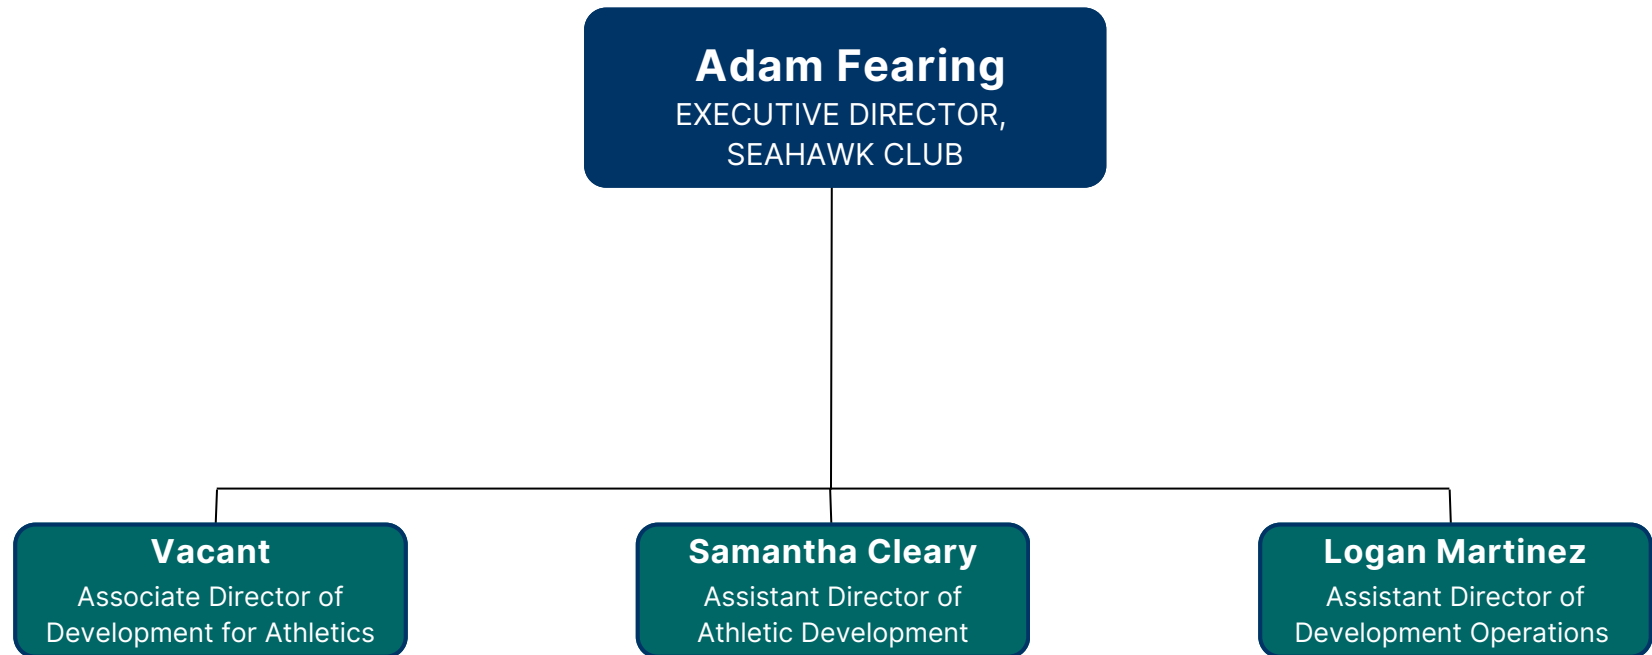 Adam Fearing
EXECUTIVE DIRECTOR,
SEAHAWK CLUB
Vacant
Associate Director of
Development for Athletics
Samantha Cleary
Assistant Director of
Athletic Development
Logan Martinez
Assistant Director of
Development Operations